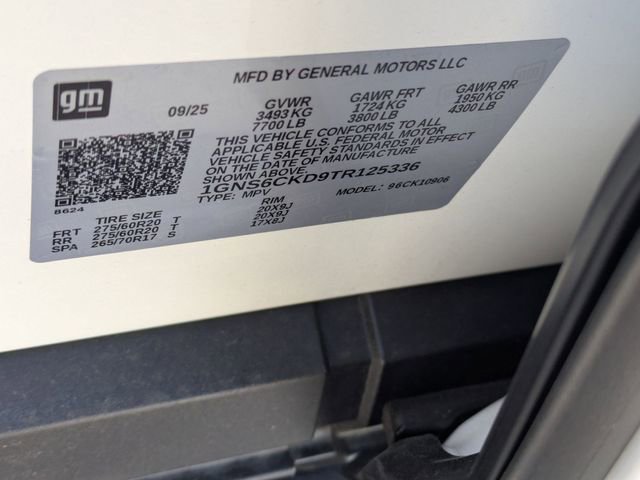 gm
MFD BY GENERAL MOTORS LLC
09/25 GVWR GAWR FRT GAWR RR
3493 KG 1724 KG 1950 KG
7700 LB 3800 LB 4300 LB
THIS VEHICLE CONFORMS TO ALL
APPLICABLE U.S. FEDERAL MOTOR
VEHICLE SAFETY STANDARDS IN EFFECT
ON THE DATE OF MANUFACTURE
SHOWN ABOVE.
1GNS6CKD9TR125336
TYPE: MPV MODEL: 96CK10906
B624
TIRE SIZE RIM
FRT 275/60R20 T 20X9J
RR 275/60R20 T 20X9J
SPA 265/70R17 S 17X8J